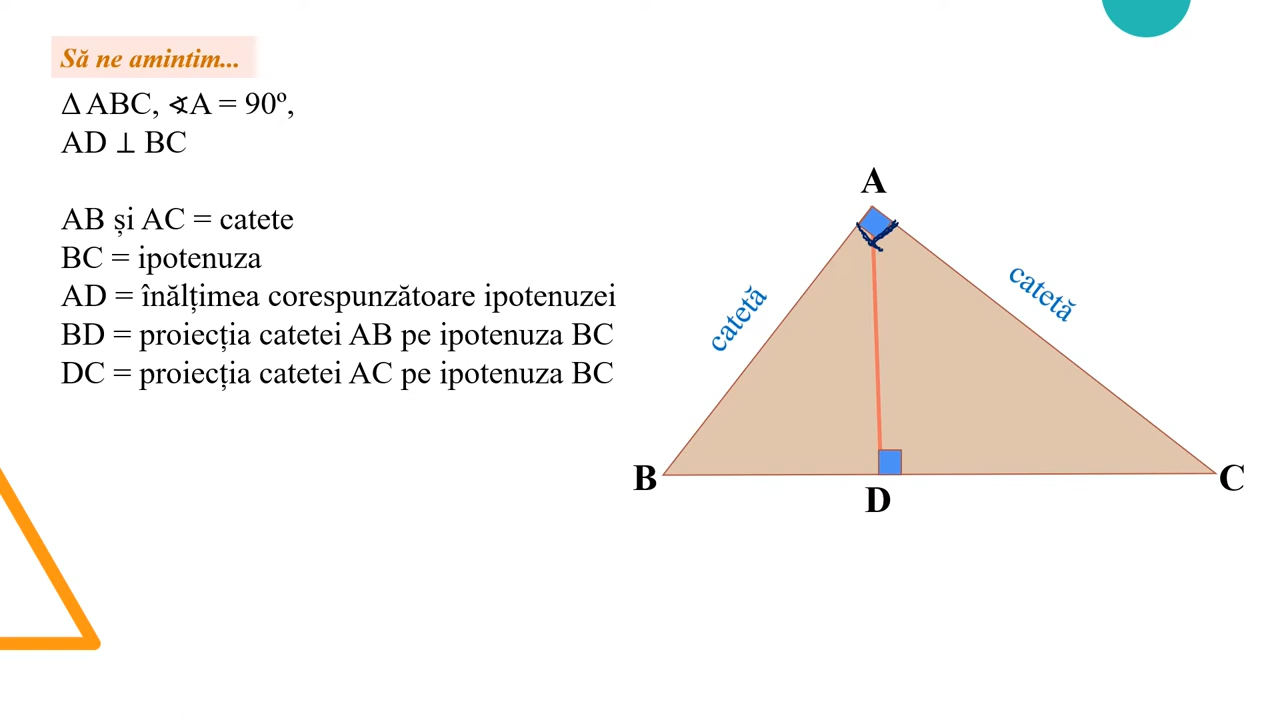 Să ne amintim...
Δ ABC, ∢A = 90º,
AD ⊥ BC
AB și AC = catete
BC = ipotenuza
AD = înălțimea corespunzătoare ipotenuzei
BD = proiecția catetei AB pe ipotenuza BC
DC = proiecția catetei AC pe ipotenuza BC
A
catetă
catetă
B
D
C